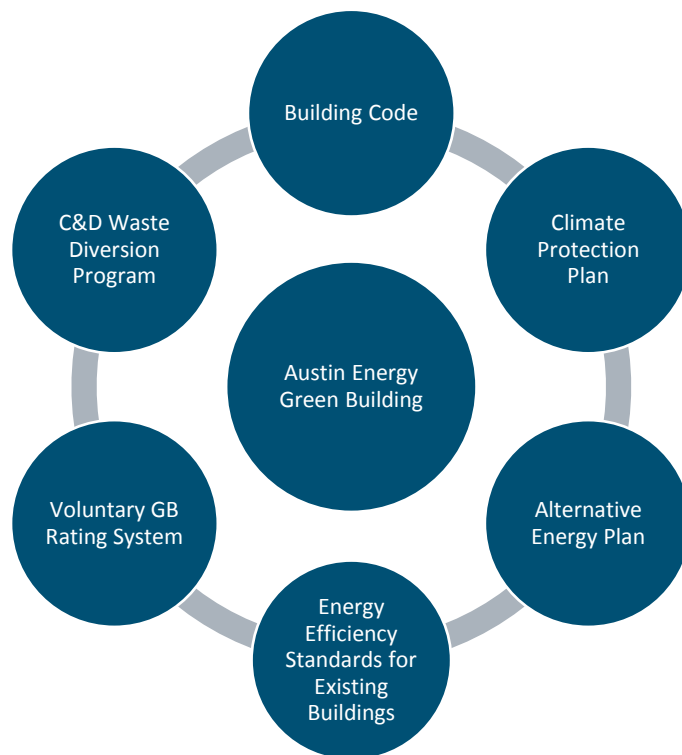 Building Code
C&D Waste
Diversion
Program
Climate
Protection
Plan
Austin Energy
Green Building
Voluntary GB
Rating System
Alternative
Energy Plan
Energy
Efficiency
Standards for
Existing
Buildings